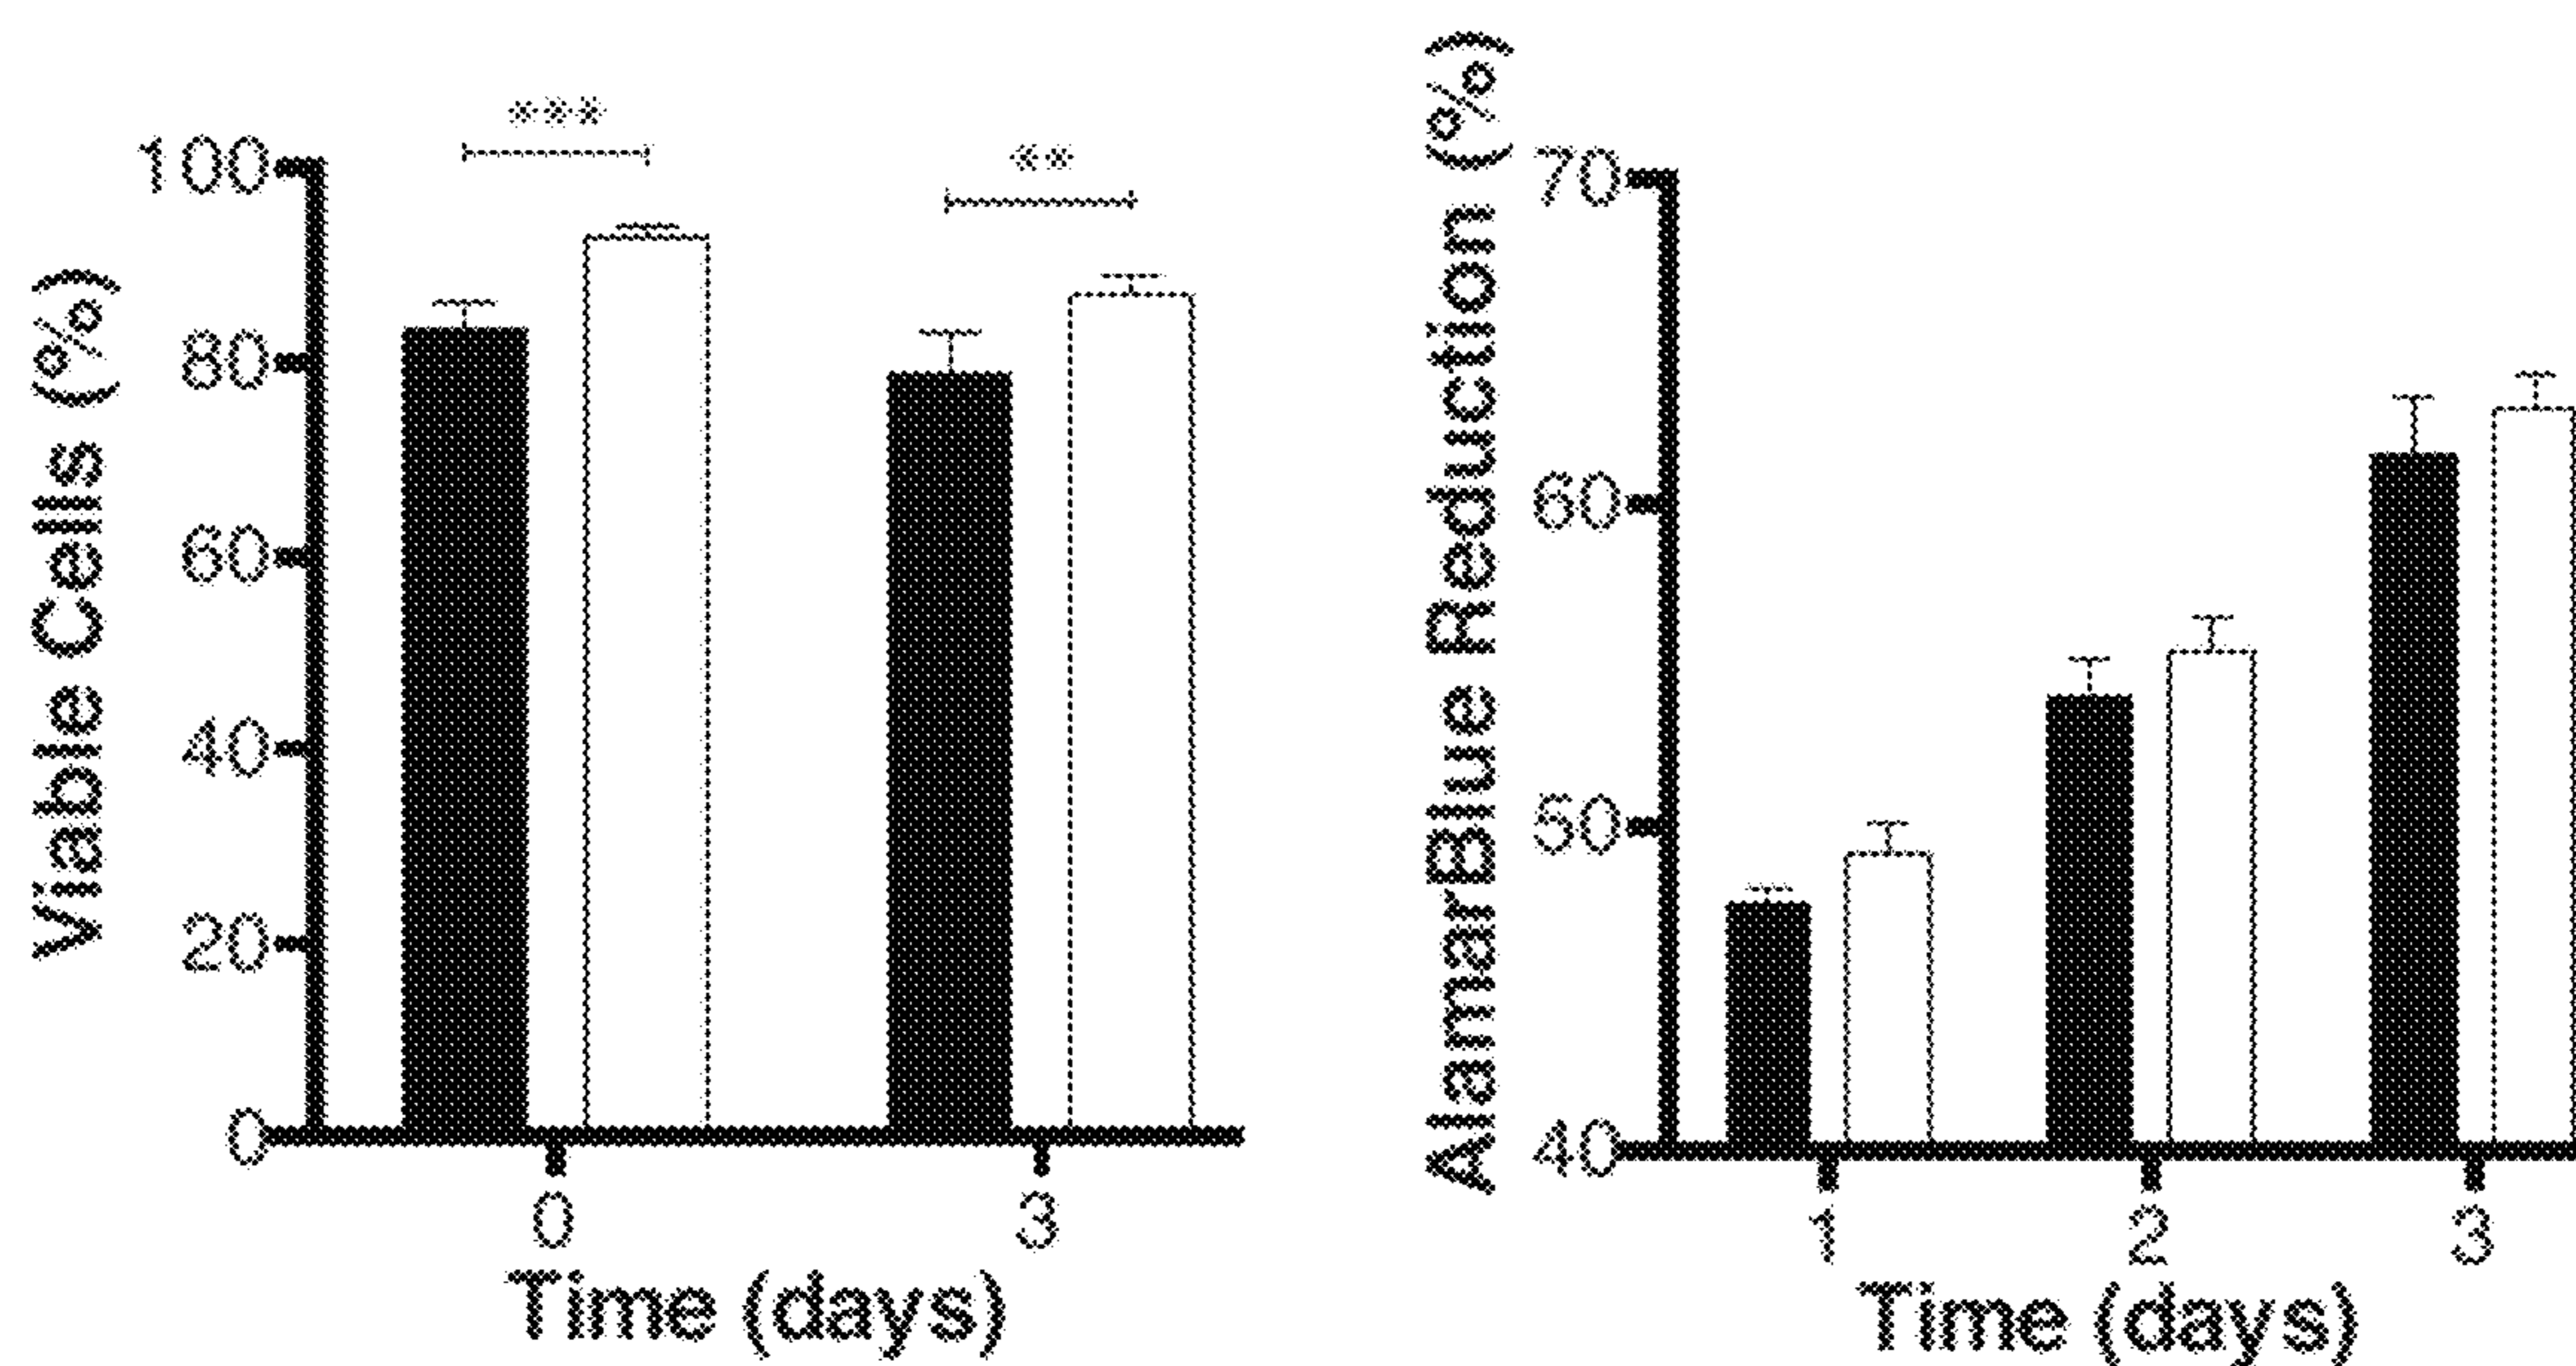 Viable Cells (%)
100
80
60
40
20
0
***
**
0 3
Time (days)
AlamarBlue Reduction (%)
70
60
50
40
1 2 3
Time (days)